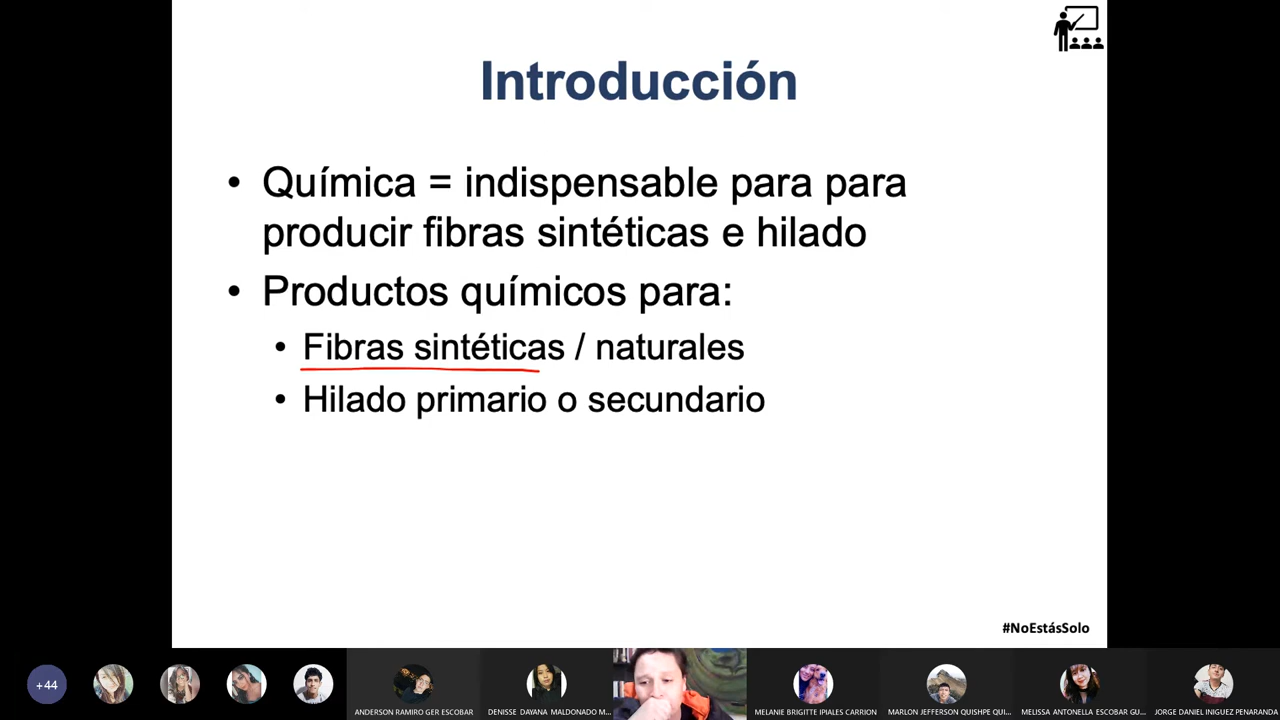 Introducción
• Química = indispensable para para
producir fibras sintéticas e hilado
• Productos químicos para:
• Fibras sintéticas / naturales
• Hilado primario o secundario
#NoEstásSolo
+44
ANDERSON RAMIRO GER ESCOBAR
DENISSE DAYANA MALDONADO M...
MELANIE BRIGITTE IPIALES CARRION
MARLON JEFFERSON QUISHPE QUI...
MELISSA ANTONELLA ESCOBAR GU...
JORGE DANIEL INIGUEZ PENARANDA